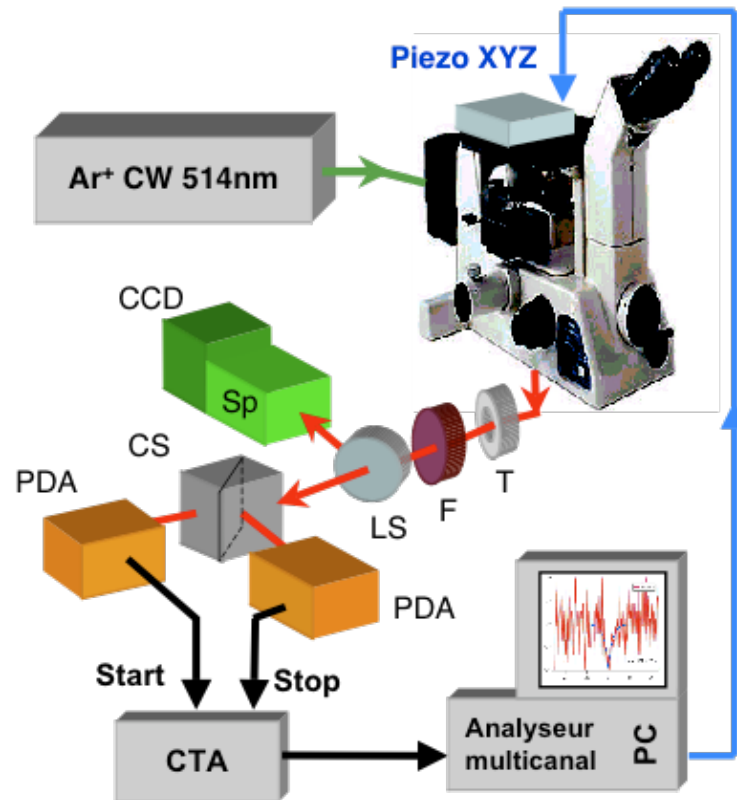 Piezo XYZ
Ar⁺ CW 514nm
CCD
Sp
CS
PDA
LS
F
T
PDA
Start
Stop
CTA
Analyseur
multicanal
PC